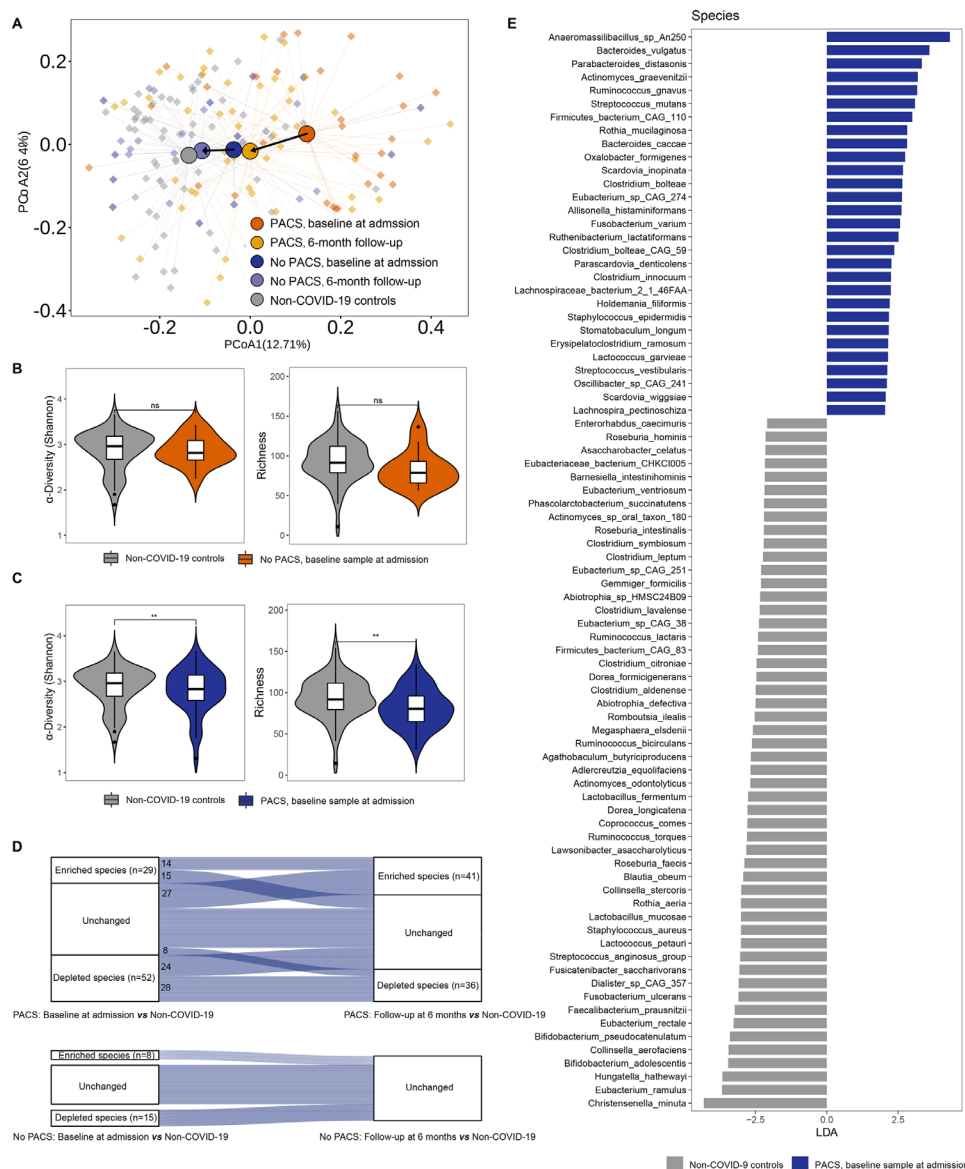 A
0.2
0.0
-0.2
-0.4
PCoA2(6 4%)
-0.2
0.0
0.2
0.4
PCoA1(12.71%)
PACS, baseline at admssion
PACS, 6-month follow-up
No PACS, baseline at admssion
No PACS, 6-month follow-up
Non-COVID-19 controls
B
α-Diversity (Shannon)
4
3
2
1
ns
Richness
200
150
100
50
0
ns
Non-COVID-19 controls
No PACS, baseline sample at admission
C
α-Diversity (Shannon)
4
3
2
1
**
Richness
200
150
100
50
0
**
Non-COVID-19 controls
PACS, baseline sample at admission
D
Enriched species (n=29)
Unchanged
Depleted species (n=52)
14
15
27
8
24
28
Enriched species (n=41)
Unchanged
Depleted species (n=36)
PACS: Baseline at admission vs Non-COVID-19
PACS: Follow-up at 6 months vs Non-COVID-19
Enriched species (n=8)
Unchanged
Depleted species (n=15)
Unchanged
No PACS: Baseline at admission vs Non-COVID-19
No PACS: Follow-up at 6 months vs Non-COVID-19
E
Species
Anaeromassilibacillus_sp_An250
Bacteroides_vulgatus
Parabacteroides_distasonis
Actinomyces_graevenitzii
Ruminococcus_gnavus
Streptococcus_mutans
Firmicutes_bacterium_CAG_110
Rothia_mucilaginosa
Bacteroides_caccae
Oxalobacter_formigenes
Scardovia_inopinata
Clostridium_bolteae
Eubacterium_sp_CAG_274
Allisonella_histaminiformans
Fusobacterium_varium
Ruthenibacterium_lactatiformans
Clostridium_bolteae_CAG_59
Parascardovia_denticolens
Clostridium_innocuum
Lachnospiraceae_bacterium_2_1_46FAA
Holdemania_filiformis
Staphylococcus_epidermidis
Stomatobaculum_longum
Erysipelatoclostridium_ramosum
Lactococcus_garvieae
Streptococcus_vestibularis
Oscillibacter_sp_CAG_241
Scardovia_wiggsiae
Lachnospira_pectinoschiza
Enterorhabdus_caecimuris
Roseburia_hominis
Asaccharobacter_celatus
Eubacteriaceae_bacterium_CHKCI005
Barnesiella_intestinihominis
Eubacterium_ventriosum
Phascolarctobacterium_succinatutens
Actinomyces_sp_oral_taxon_180
Roseburia_intestinalis
Clostridium_symbiosum
Clostridium_leptum
Eubacterium_sp_CAG_251
Gemmiger_formicilis
Abiotrophia_sp_HMSC24B09
Clostridium_lavalense
Eubacterium_sp_CAG_38
Ruminococcus_lactaris
Firmicutes_bacterium_CAG_83
Clostridium_citroniae
Dorea_formicigenerans
Clostridium_aldenense
Abiotrophia_defectiva
Romboutsia_ilealis
Megasphaera_elsdenii
Ruminococcus_bicirculans
Agathobaculum_butyriciproducens
Adlercreutzia_equolifaciens
Actinomyces_odontolyticus
Lactobacillus_fermentum
Dorea_longicatena
Coprococcus_comes
Ruminococcus_torques
Lawsonibacter_asaccharolyticus
Roseburia_faecis
Blautia_obeum
Collinsella_stercoris
Rothia_aeria
Lactobacillus_mucosae
Staphylococcus_aureus
Lactococcus_petauri
Streptococcus_anginosus_group
Fusicatenibacter_saccharivorans
Dialister_sp_CAG_357
Fusobacterium_ulcerans
Faecalibacterium_prausnitzii
Eubacterium_rectale
Bifidobacterium_pseudocatenulatum
Collinsella_aerofaciens
Bifidobacterium_adolescentis
Hungatella_hathewayi
Eubacterium_ramulus
Christensenella_minuta
−2.5
0.0
2.5
LDA
Non-COVID-9 controls
PACS, baseline sample at admission